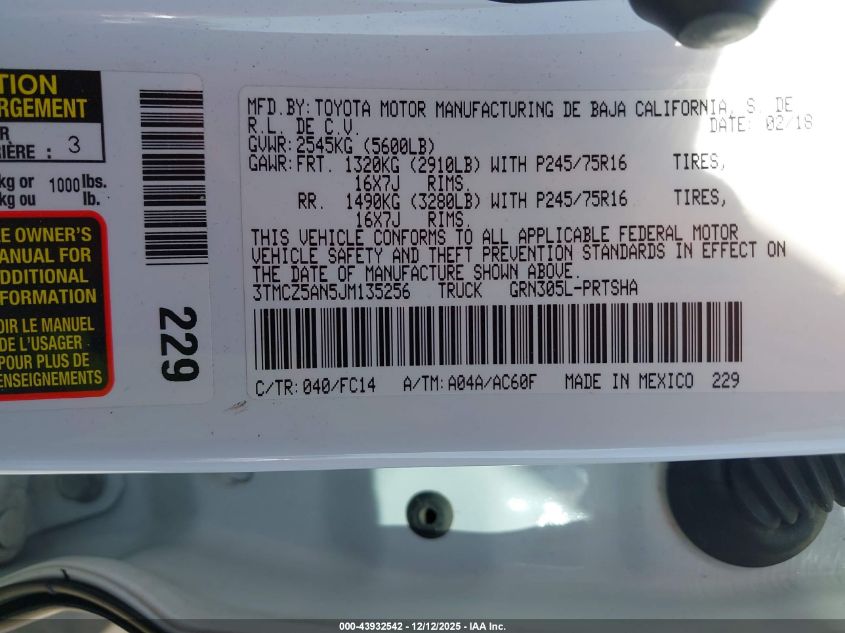 TION
RGEMENT
R
IÈRE : 3
kg or 1000 lbs.
kg ou lb.
E OWNER'S
MANUAL FOR
ADDITIONAL
FORMATION
OIR LE MANUEL
DE L'USAGER
POUR PLUS DE
ENSEIGNEMENTS
229
MFD.BY:TOYOTA MOTOR MANUFACTURING DE BAJA CALIFORNIA, S. DE
R.L. DE C.V. DATE: 02/18
GVWR:2545KG (5600LB)
GAWR:FRT. 1320KG (2910LB) WITH P245/75R16 TIRES,
16X7J RIMS.
RR. 1490KG (3280LB) WITH P245/75R16 TIRES,
16X7J RIMS.
THIS VEHICLE CONFORMS TO ALL APPLICABLE FEDERAL MOTOR
VEHICLE SAFETY AND THEFT PREVENTION STANDARDS IN EFFECT ON
THE DATE OF MANUFACTURE SHOWN ABOVE.
3TMCZ5AN5JM135256 TRUCK GRN305L-PRTSHA
C/TR:040/FC14 A/TM:A04A/AC60F MADE IN MEXICO 229
000-43932542 - 12/12/2025 - IAA Inc.